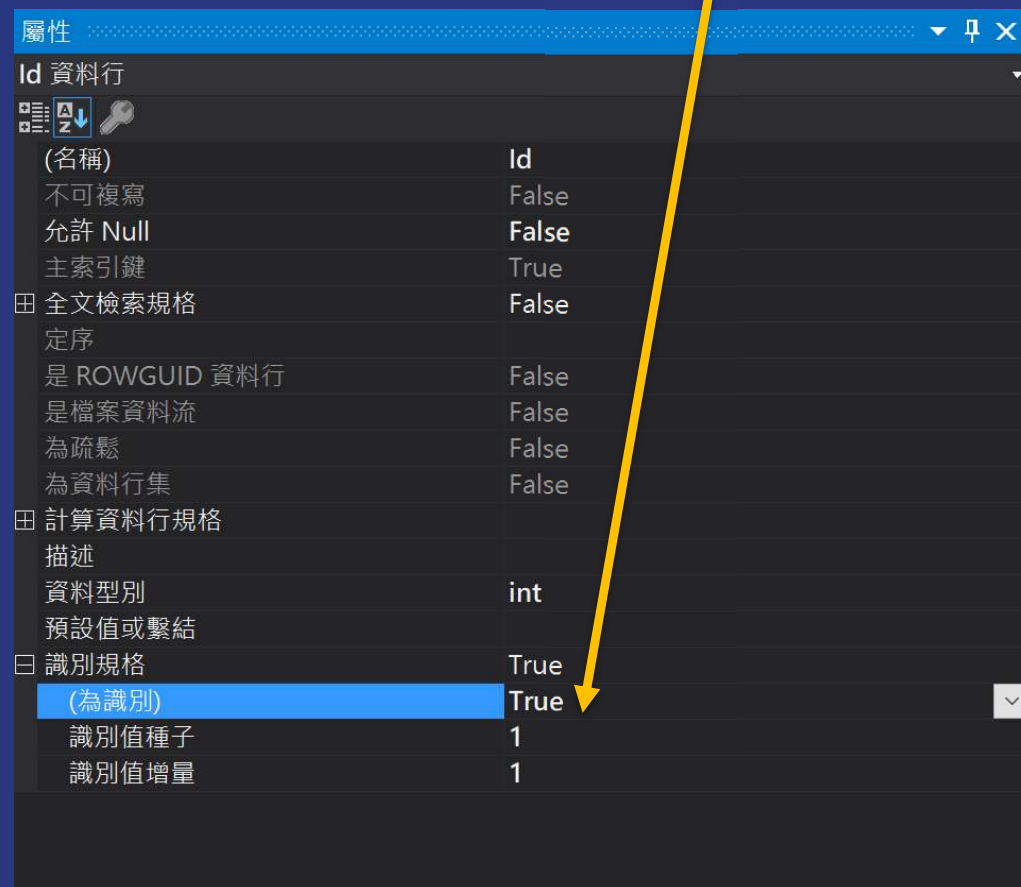 屬性
Id 資料行
(名稱) Id
不可複寫 False
允許 Null False
主索引鍵 True
全文檢索規格 False
定序
是 ROWGUID 資料行 False
是檔案資料流 False
為疏鬆 False
為資料行集 False
計算資料行規格
描述
資料型別 int
預設值或繫結
識別規格 True
(為識別) True
識別值種子 1
識別值增量 1